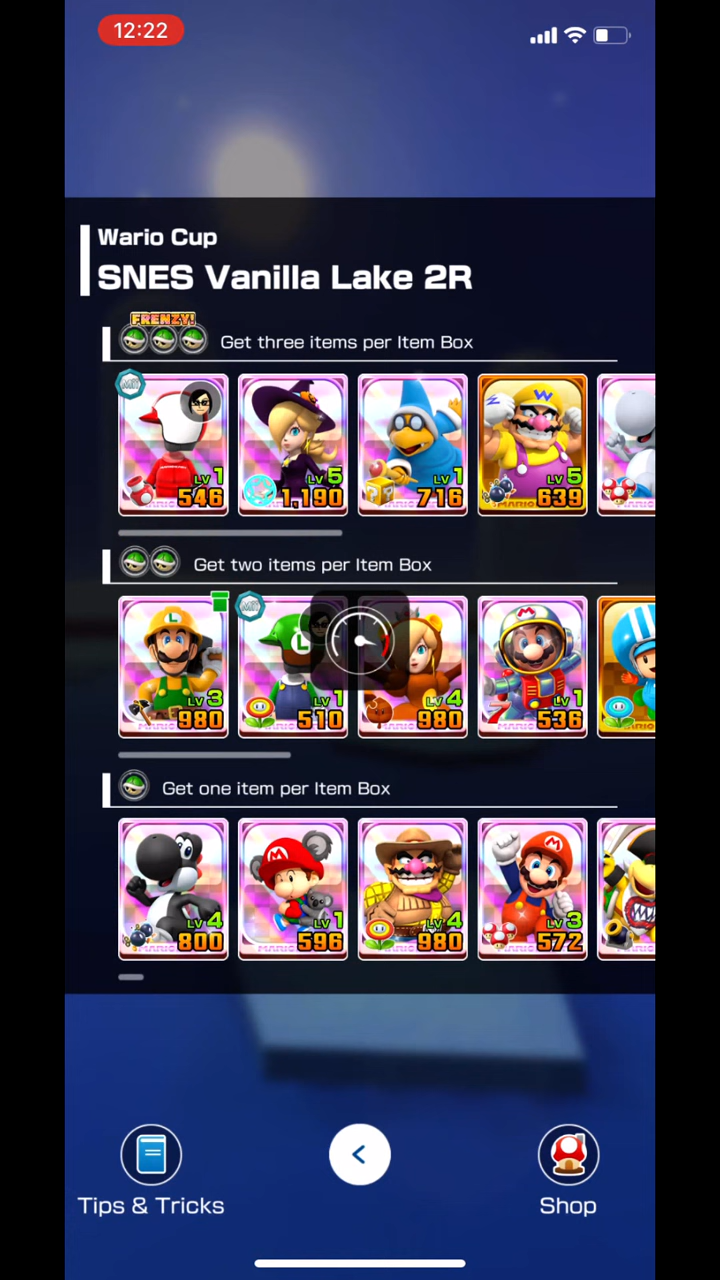 12:22
Wario Cup
SNES Vanilla Lake 2R
FRENZY!
Get three items per Item Box
LV 1 546
LV 5 1,190
LV 1 716
LV 5 639
Get two items per Item Box
LV 3 980
LV 1 510
LV 4 980
LV 1 536
Get one item per Item Box
LV 4 800
LV 1 596
LV 4 980
LV 3 572
Tips & Tricks
Shop